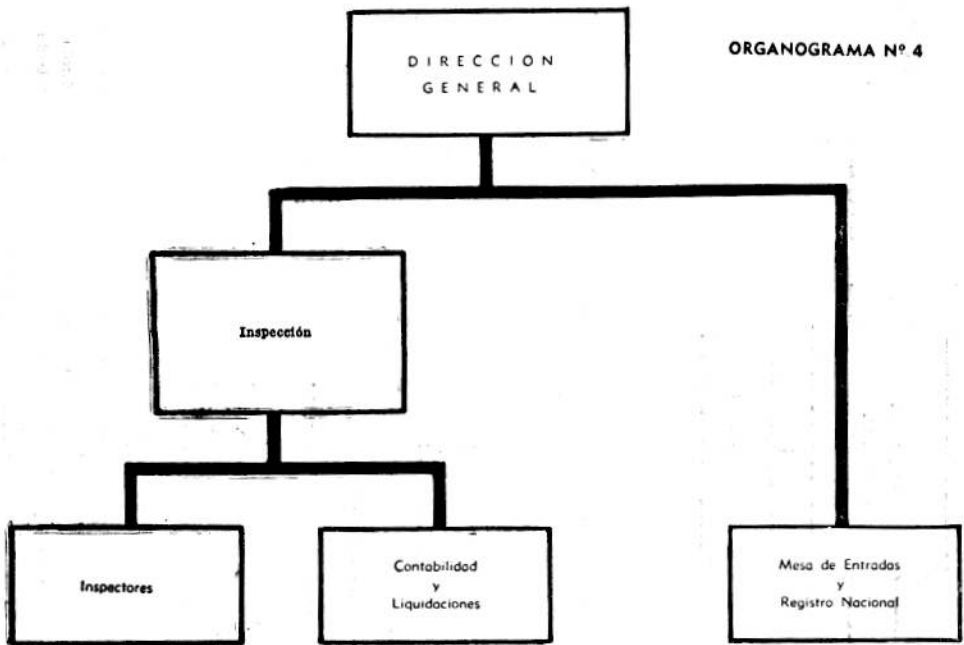 ORGANOGRAMA Nº 4
DIRECCION
GENERAL
Inspección
Inspectores
Contabilidad
y
Liquidaciones
Mesa de Entradas
y
Registro Nacional